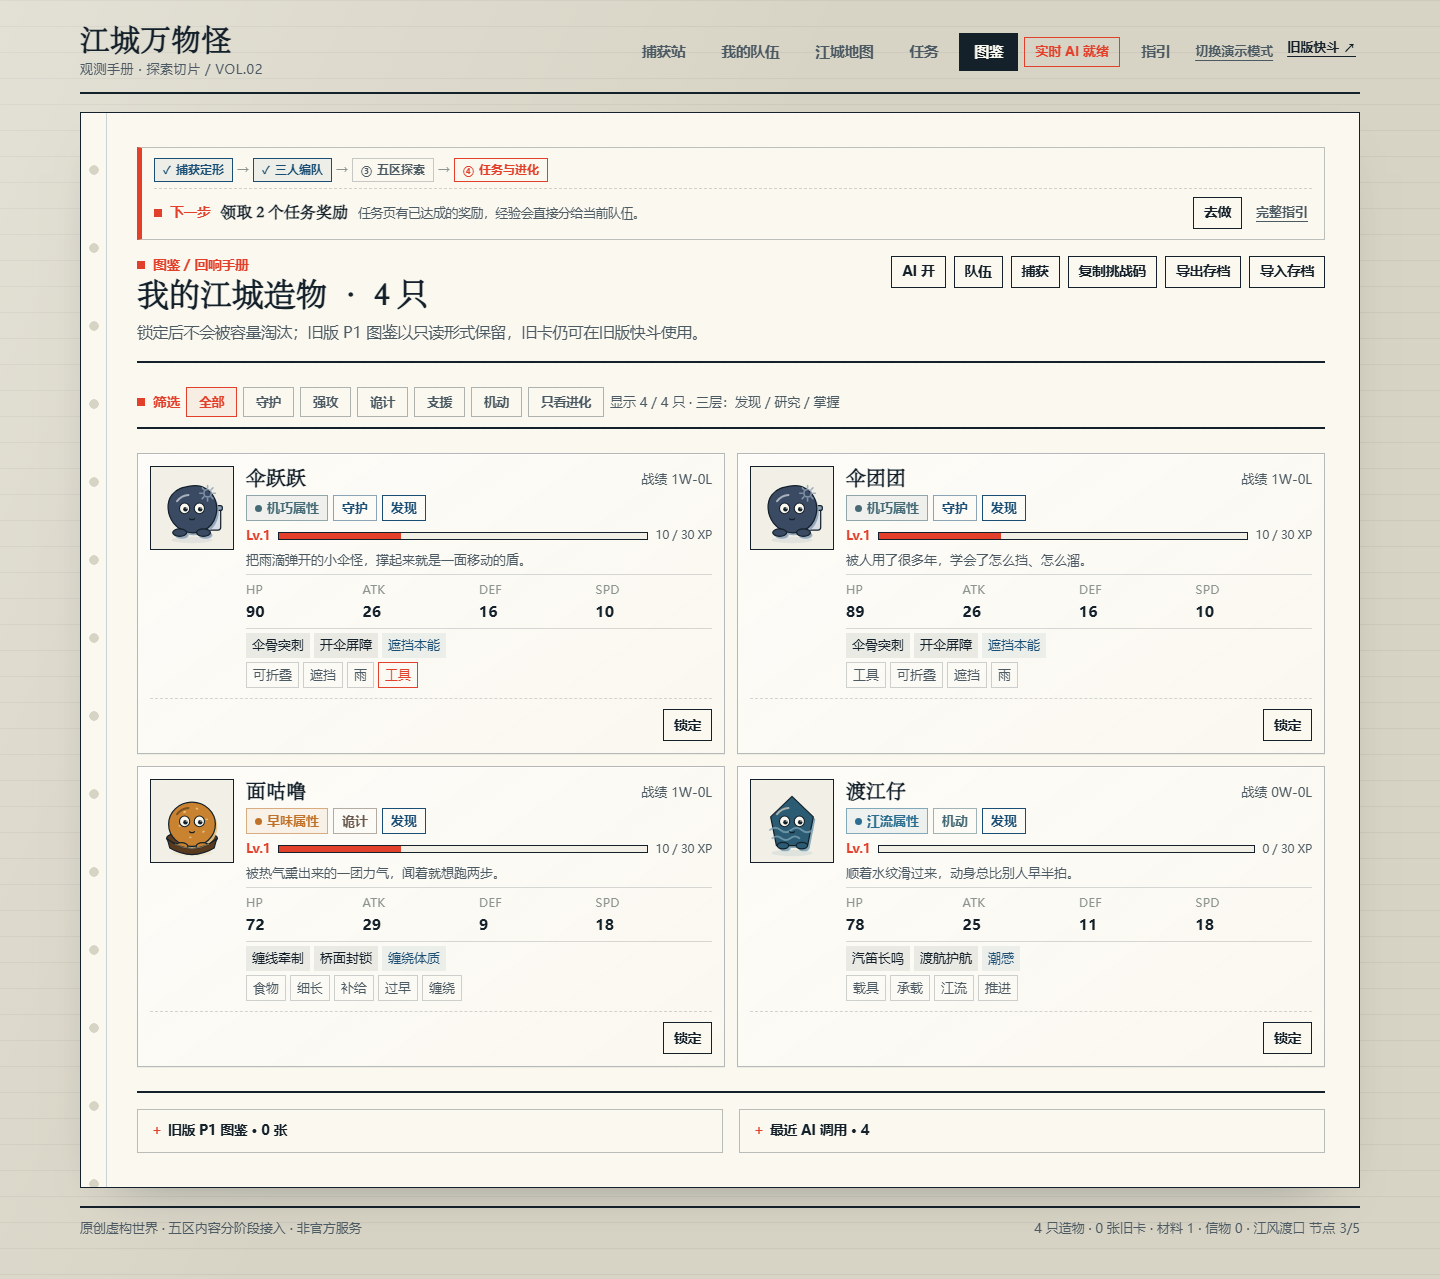 江城万物怪
观测手册 · 探索切片 / VOL.02
捕获站 我的队伍 江城地图 任务 图鉴 实时 AI 就绪 指引 切换演示模式 旧版快斗 ↗
✓ 捕获定形 → ✓ 三人编队 → ③ 五区探索 → ④ 任务与进化
下一步 领取 2 个任务奖励 任务页有已达成的奖励，经验会直接分给当前队伍。 去做 完整指引
图鉴 / 回响手册
我的江城造物 · 4 只
AI 开 队伍 捕获 复制挑战码 导出存档 导入存档
锁定后不会被容量淘汰；旧版 P1 图鉴以只读形式保留，旧卡仍可在旧版快斗使用。
筛选 全部 守护 强攻 诡计 支援 机动 只看进化 显示 4 / 4 只 · 三层：发现 / 研究 / 掌握
伞跃跃 战绩 1W-0L
机巧属性 守护 发现
Lv.1 10 / 30 XP
把雨滴弹开的小伞怪，撑起来就是一面移动的盾。
HP ATK DEF SPD
90 26 16 10
伞骨突刺 开伞屏障 遮挡本能
可折叠 遮挡 雨 工具
锁定
伞团团 战绩 1W-0L
机巧属性 守护 发现
Lv.1 10 / 30 XP
被人用了很多年，学会了怎么挡、怎么溜。
HP ATK DEF SPD
89 26 16 10
伞骨突刺 开伞屏障 遮挡本能
工具 可折叠 遮挡 雨
锁定
面咕噜 战绩 1W-0L
早味属性 诡计 发现
Lv.1 10 / 30 XP
被热气熏出来的一团力气，闻着就想跑两步。
HP ATK DEF SPD
72 29 9 18
缠线牵制 桥面封锁 缠绕体质
食物 细长 补给 过早 缠绕
锁定
渡江仔 战绩 0W-0L
江流属性 机动 发现
Lv.1 0 / 30 XP
顺着水纹滑过来，动身总比别人早半拍。
HP ATK DEF SPD
78 25 11 18
汽笛长鸣 渡航护航 潮感
载具 承载 江流 推进
锁定
+ 旧版 P1 图鉴 • 0 张
+ 最近 AI 调用 • 4
原创虚构世界 · 五区内容分阶段接入 · 非官方服务
4 只造物 · 0 张旧卡 · 材料 1 · 信物 0 · 江风渡口 节点 3/5